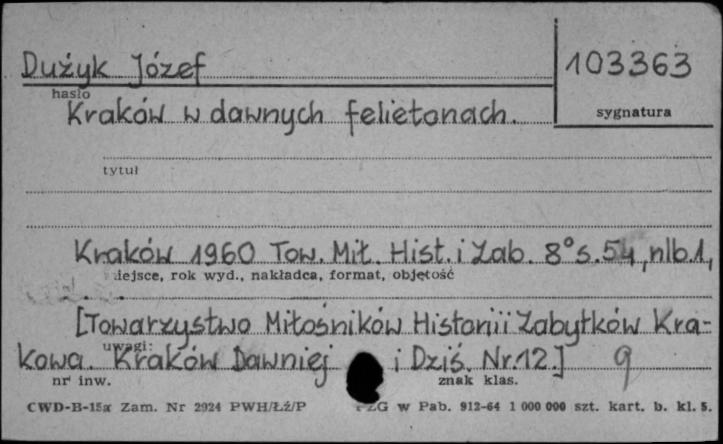 Dużyk Józef 103363
hasło
Kraków w dawnych felietonach. sygnatura
tytuł
Kraków 1960 Tow. Mił. Hist. i Zab. 8° s. 54, nlb. 1,
miejsce, rok wyd., nakładca, format, objętość
[Towarzystwo Miłośników Historii i Zabytków Kra-
uwagi:
kowa. Kraków Dawniej i Dziś. Nr. 12.] 9
nr inw. znak klas.
CWD-B-15a Zam. Nr 2924 PWH/Łź/P PZG w Pab. 912-64 1 000 000 szt. kart. b. kl. 5.